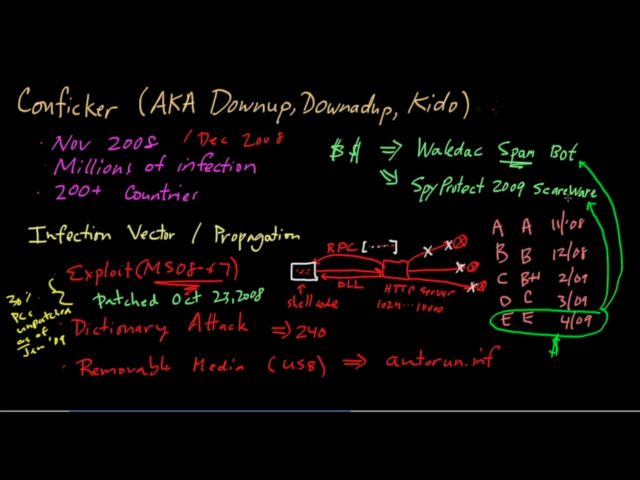 Conficker (AKA Downup, Downadup, Kido)
Nov 2008 / Dec 2008
Millions of infection
200+ Countries
$$ ⇒ Waledac Spam Bot
⇒ SpyProtect 2009 Scareware
Infection Vector / Propagation
Exploit (MS08-67)
Patched Oct 23, 2008
30% PCs unpatched as of Jan '09
Dictionary Attack ⇒ 240
Removable Media (USB) ⇒ autorun.inf
RPC [....]
DLL
shell code
HTTP Server
1024...10000
A A 11/08
B B 12/08
C B++ 2/09
D C 3/09
E E 4/09
$